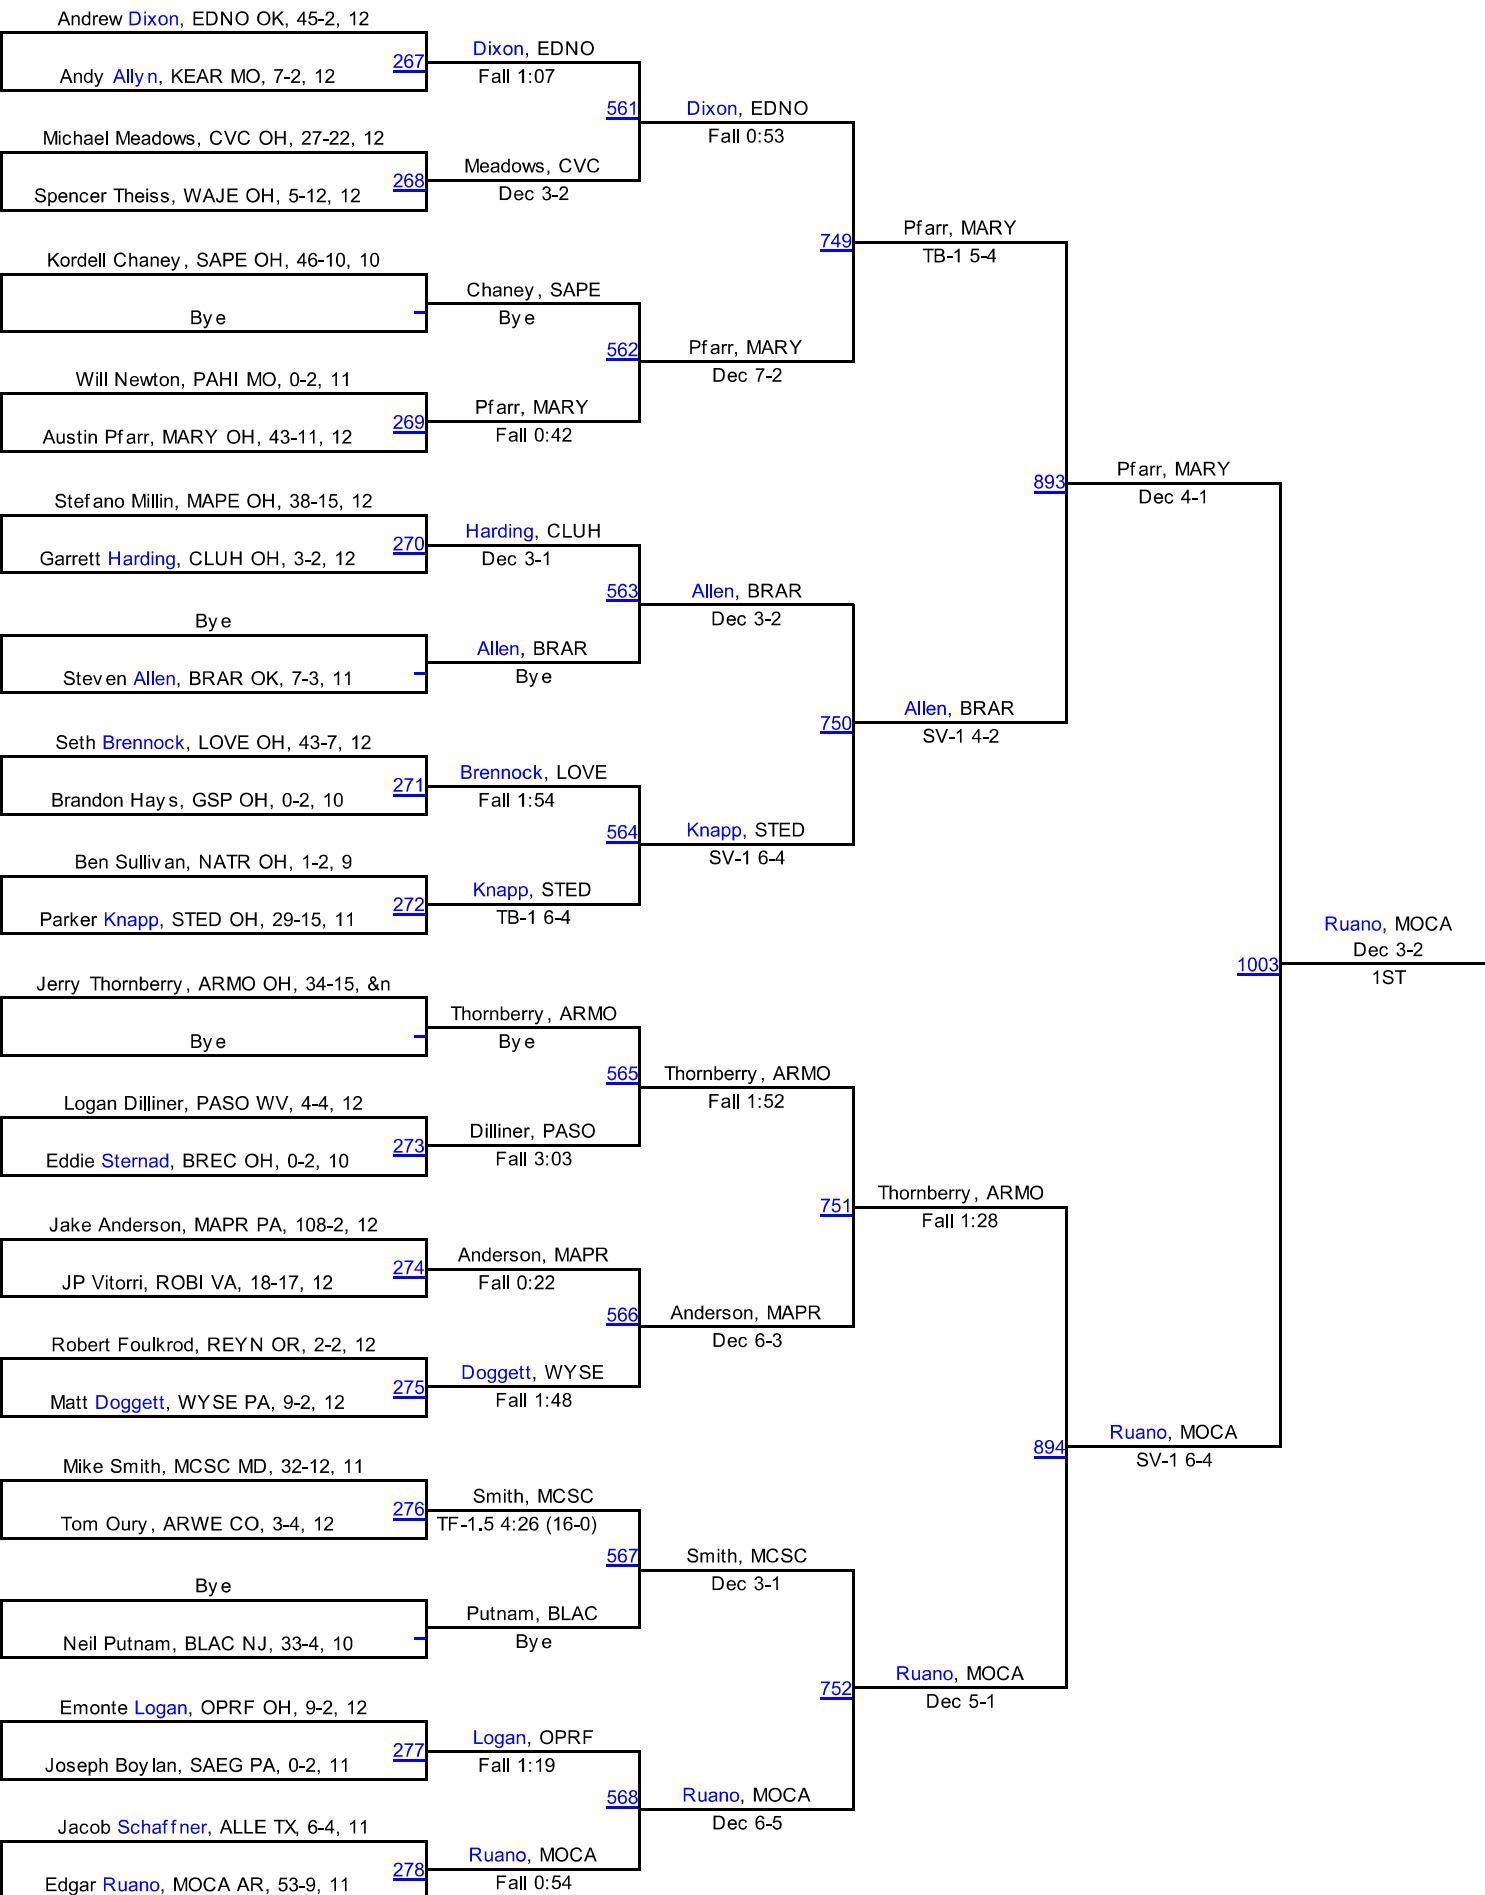 Andrew Dixon, EDNO OK, 45-2, 12
267
Andy Allyn, KEAR MO, 7-2, 12
Dixon, EDNO
Fall 1:07
561
Dixon, EDNO
Fall 0:53
Michael Meadows, CVC OH, 27-22, 12
268
Spencer Theiss, WAJE OH, 5-12, 12
Meadows, CVC
Dec 3-2
749
Pfarr, MARY
TB-1 5-4
Kordell Chaney, SAPE OH, 46-10, 10
Bye
Chaney, SAPE
Bye
562
Pfarr, MARY
Dec 7-2
Will Newton, PAHI MO, 0-2, 11
269
Austin Pfarr, MARY OH, 43-11, 12
Pfarr, MARY
Fall 0:42
893
Pfarr, MARY
Dec 4-1
Stefano Millin, MAPE OH, 38-15, 12
270
Garrett Harding, CLUH OH, 3-2, 12
Harding, CLUH
Dec 3-1
563
Allen, BRAR
Dec 3-2
Bye
Steven Allen, BRAR OK, 7-3, 11
Allen, BRAR
Bye
750
Allen, BRAR
SV-1 4-2
Seth Brennock, LOVE OH, 43-7, 12
271
Brandon Hays, GSP OH, 0-2, 10
Brennock, LOVE
Fall 1:54
564
Knapp, STED
SV-1 6-4
Ben Sullivan, NATR OH, 1-2, 9
272
Parker Knapp, STED OH, 29-15, 11
Knapp, STED
TB-1 6-4
1003
Ruano, MOCA
Dec 3-2
1ST
Jerry Thornberry, ARMO OH, 34-15, &n
Bye
Thornberry, ARMO
Bye
565
Thornberry, ARMO
Fall 1:52
Logan Dilliner, PASO WV, 4-4, 12
273
Eddie Sternad, BREC OH, 0-2, 10
Dilliner, PASO
Fall 3:03
751
Thornberry, ARMO
Fall 1:28
Jake Anderson, MAPR PA, 108-2, 12
274
JP Vitorri, ROBI VA, 18-17, 12
Anderson, MAPR
Fall 0:22
566
Anderson, MAPR
Dec 6-3
Robert Foulkrod, REYN OR, 2-2, 12
275
Matt Doggett, WYSE PA, 9-2, 12
Doggett, WYSE
Fall 1:48
894
Ruano, MOCA
SV-1 6-4
Mike Smith, MCSC MD, 32-12, 11
276
Tom Oury, ARWE CO, 3-4, 12
Smith, MCSC
TF-1.5 4:26 (16-0)
567
Smith, MCSC
Dec 3-1
Bye
Neil Putnam, BLAC NJ, 33-4, 10
Putnam, BLAC
Bye
752
Ruano, MOCA
Dec 5-1
Emonte Logan, OPRF OH, 9-2, 12
277
Joseph Boylan, SAEG PA, 0-2, 11
Logan, OPRF
Fall 1:19
568
Ruano, MOCA
Dec 6-5
Jacob Schaffner, ALLE TX, 6-4, 11
278
Edgar Ruano, MOCA AR, 53-9, 11
Ruano, MOCA
Fall 0:54